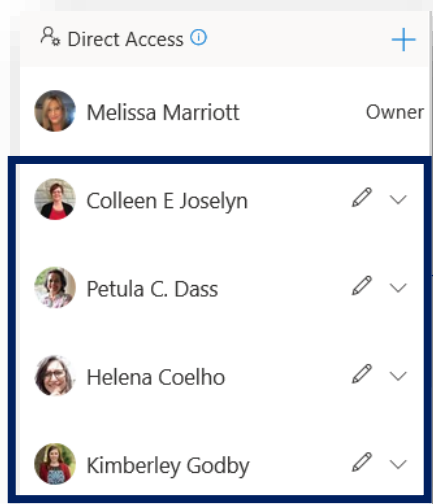 Direct Access
Melissa Marriott Owner
Colleen E Joselyn
Petula C. Dass
Helena Coelho
Kimberley Godby